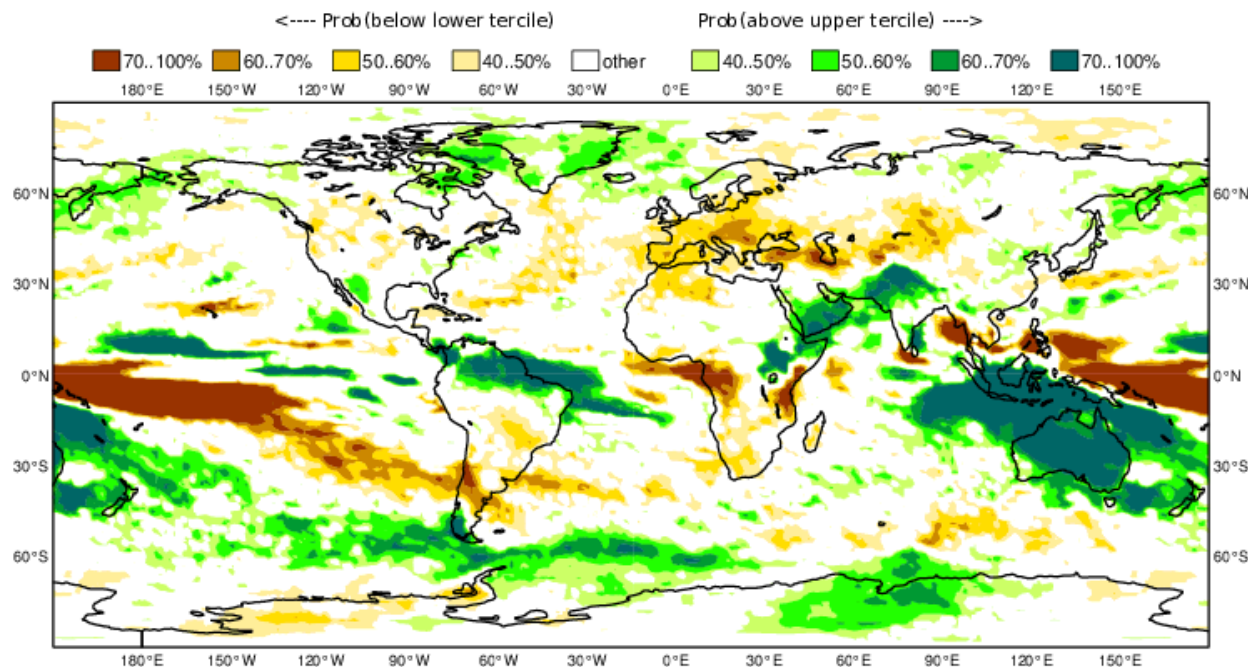 <---- Prob(below lower tercile) Prob(above upper tercile) ---->
70..100% 60..70% 50..60% 40..50% other 40..50% 50..60% 60..70% 70..100%
180°E 150°W 120°W 90°W 60°W 30°W 0°E 30°E 60°E 90°E 120°E 150°E
60°N 60°N
30°N 30°N
0°N 0°N
30°S 30°S
60°S 60°S
180°E 150°W 120°W 90°W 60°W 30°W 0°E 30°E 60°E 90°E 120°E 150°E